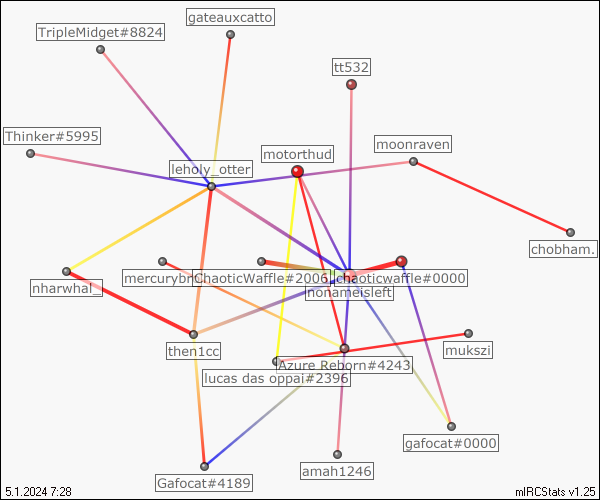 gateauxcatto
TripleMidget#8824
tt532
Thinker#5995
moonraven
motorthud
leholy_otter
chobham.
mercurybr
ChaoticWaffle#2006
chaoticwaffle#0000
nharwhal_
nonameisleft
then1cc
mukszi
Azure Reborn#4243
lucas das oppai#2396
gafocat#0000
amah1246
Gafocat#4189
5.1.2024 7:28
mIRCStats v1.25